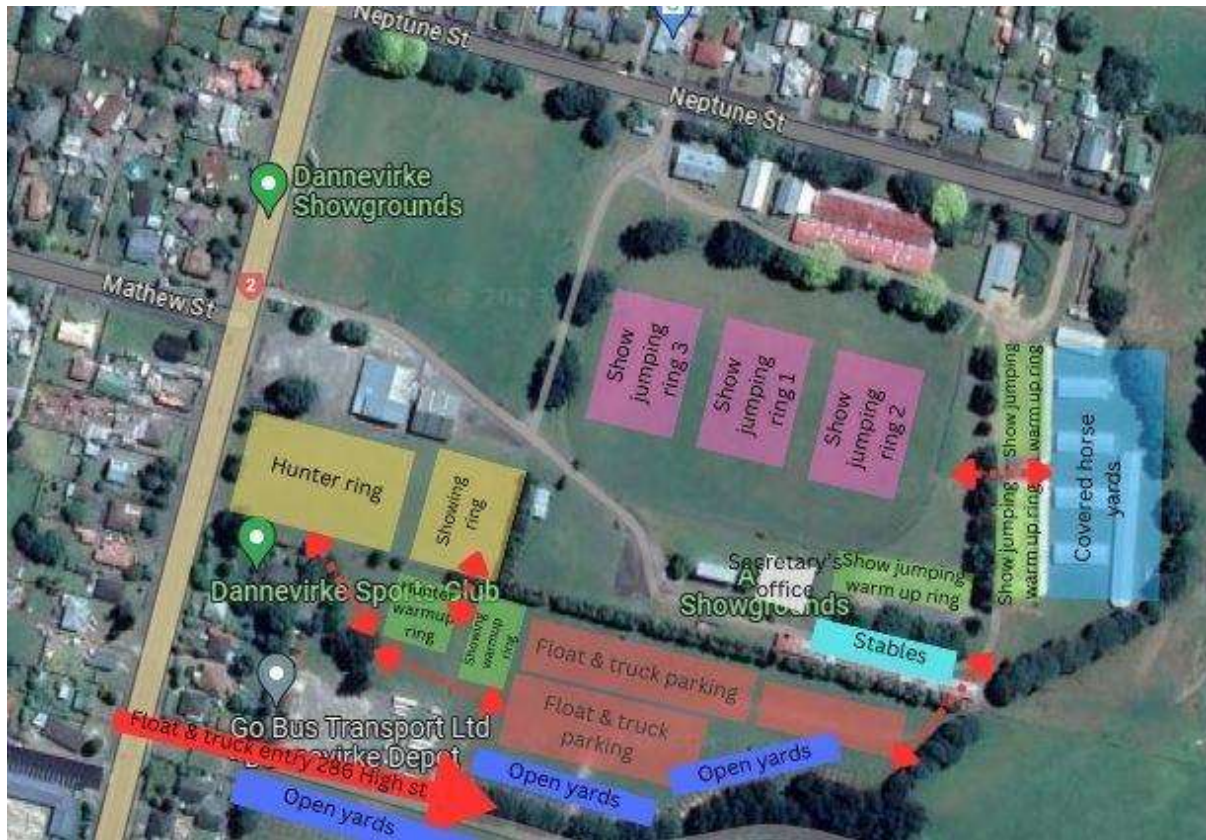 Neptune St
Neptune St
Dannevirke
Showgrounds
2
Mathew St
Show
jumping
ring 3
Show
jumping
ring 1
Show
jumping
ring 2
Show jumping
warm up ring
Show jumping
warm up ring
Covered horse
yards
Hunter ring
Showing
ring
Dannevirke Sports Club
Hunter
warmup
ring
Showing
warmup
ring
Secretary's
office
A
Showgrounds
Show jumping
warm up ring
Stables
Float & truck parking
Float & truck
parking
Go Bus Transport Ltd
Depot
Float & truck entry 286 High st
Open yards
Open yards
Open yards